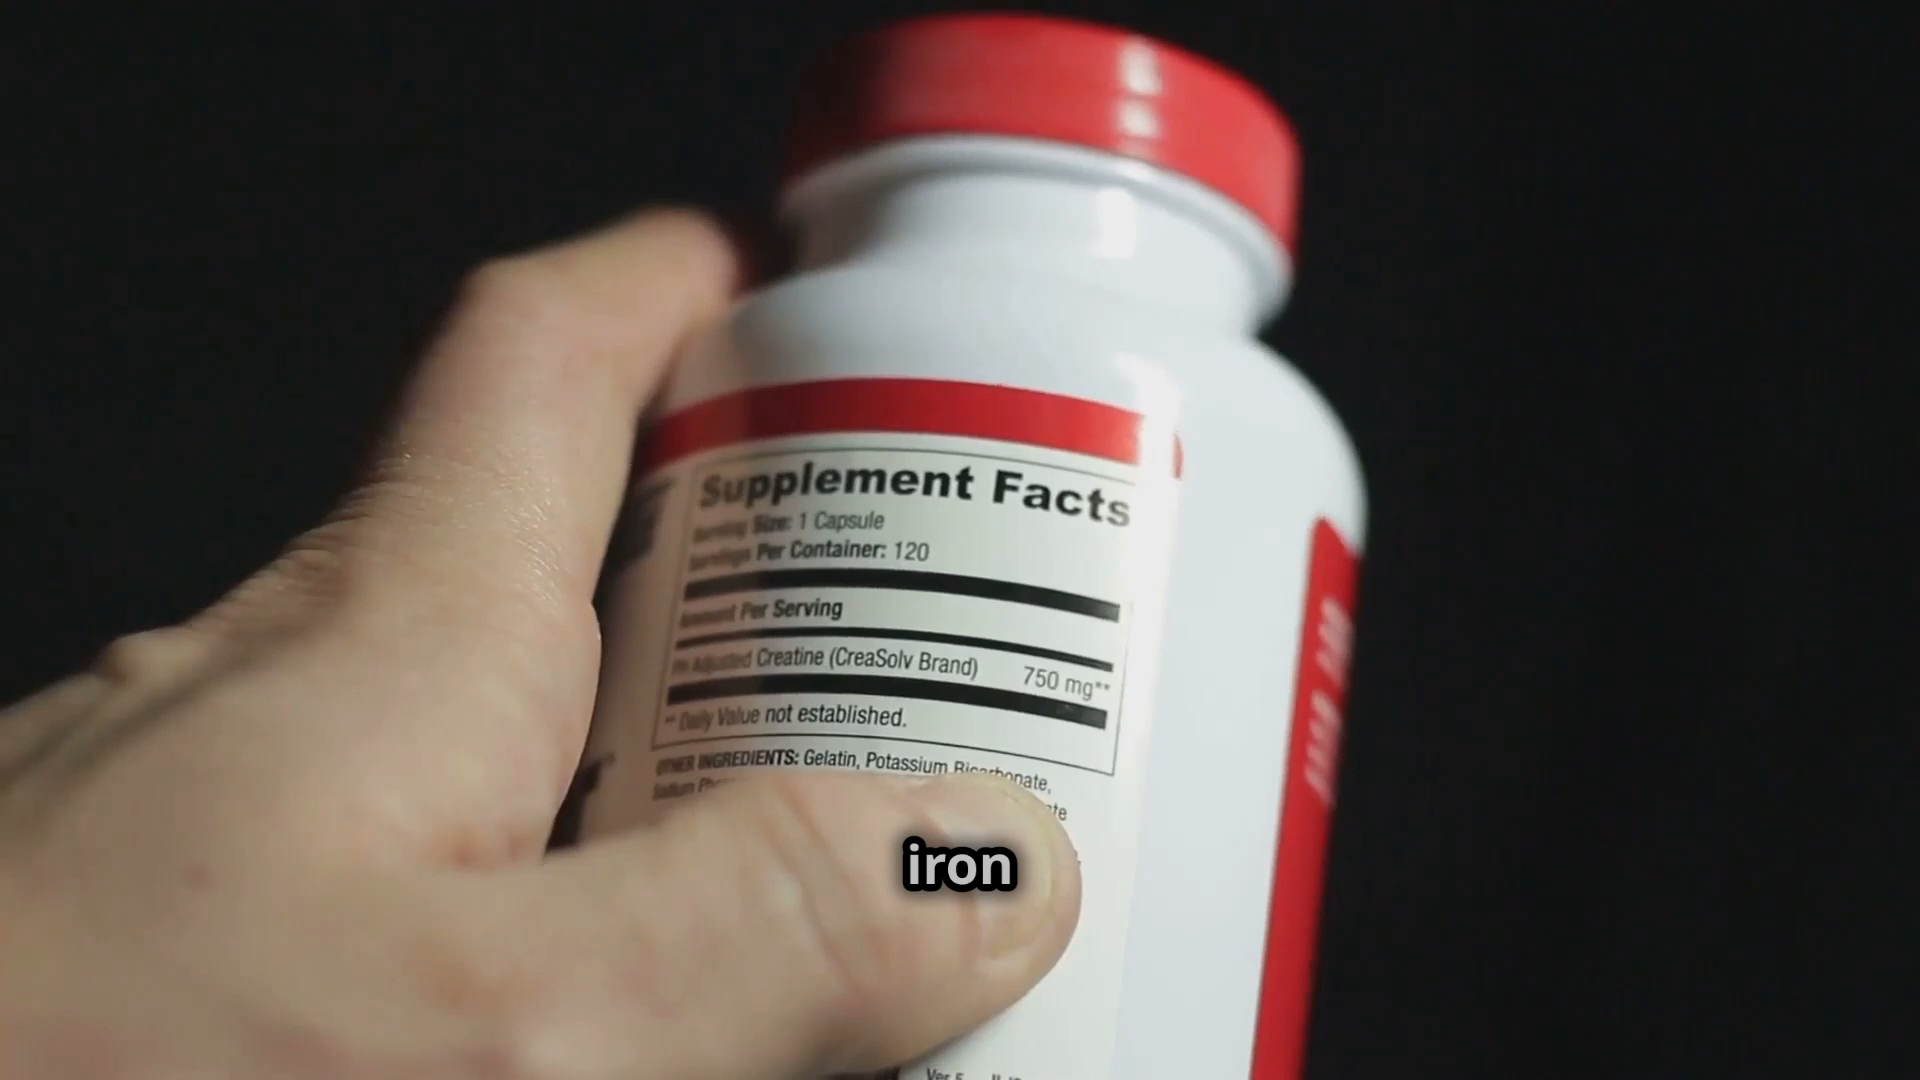 Supplement Facts
Serving Size: 1 Capsule
Servings Per Container: 120
Amount Per Serving
Adjusted Creatine (CreaSolv Brand) 750 mg**
** Daily Value not established.
OTHER INGREDIENTS: Gelatin, Potassium Bicarbonate,
Sodium
iron